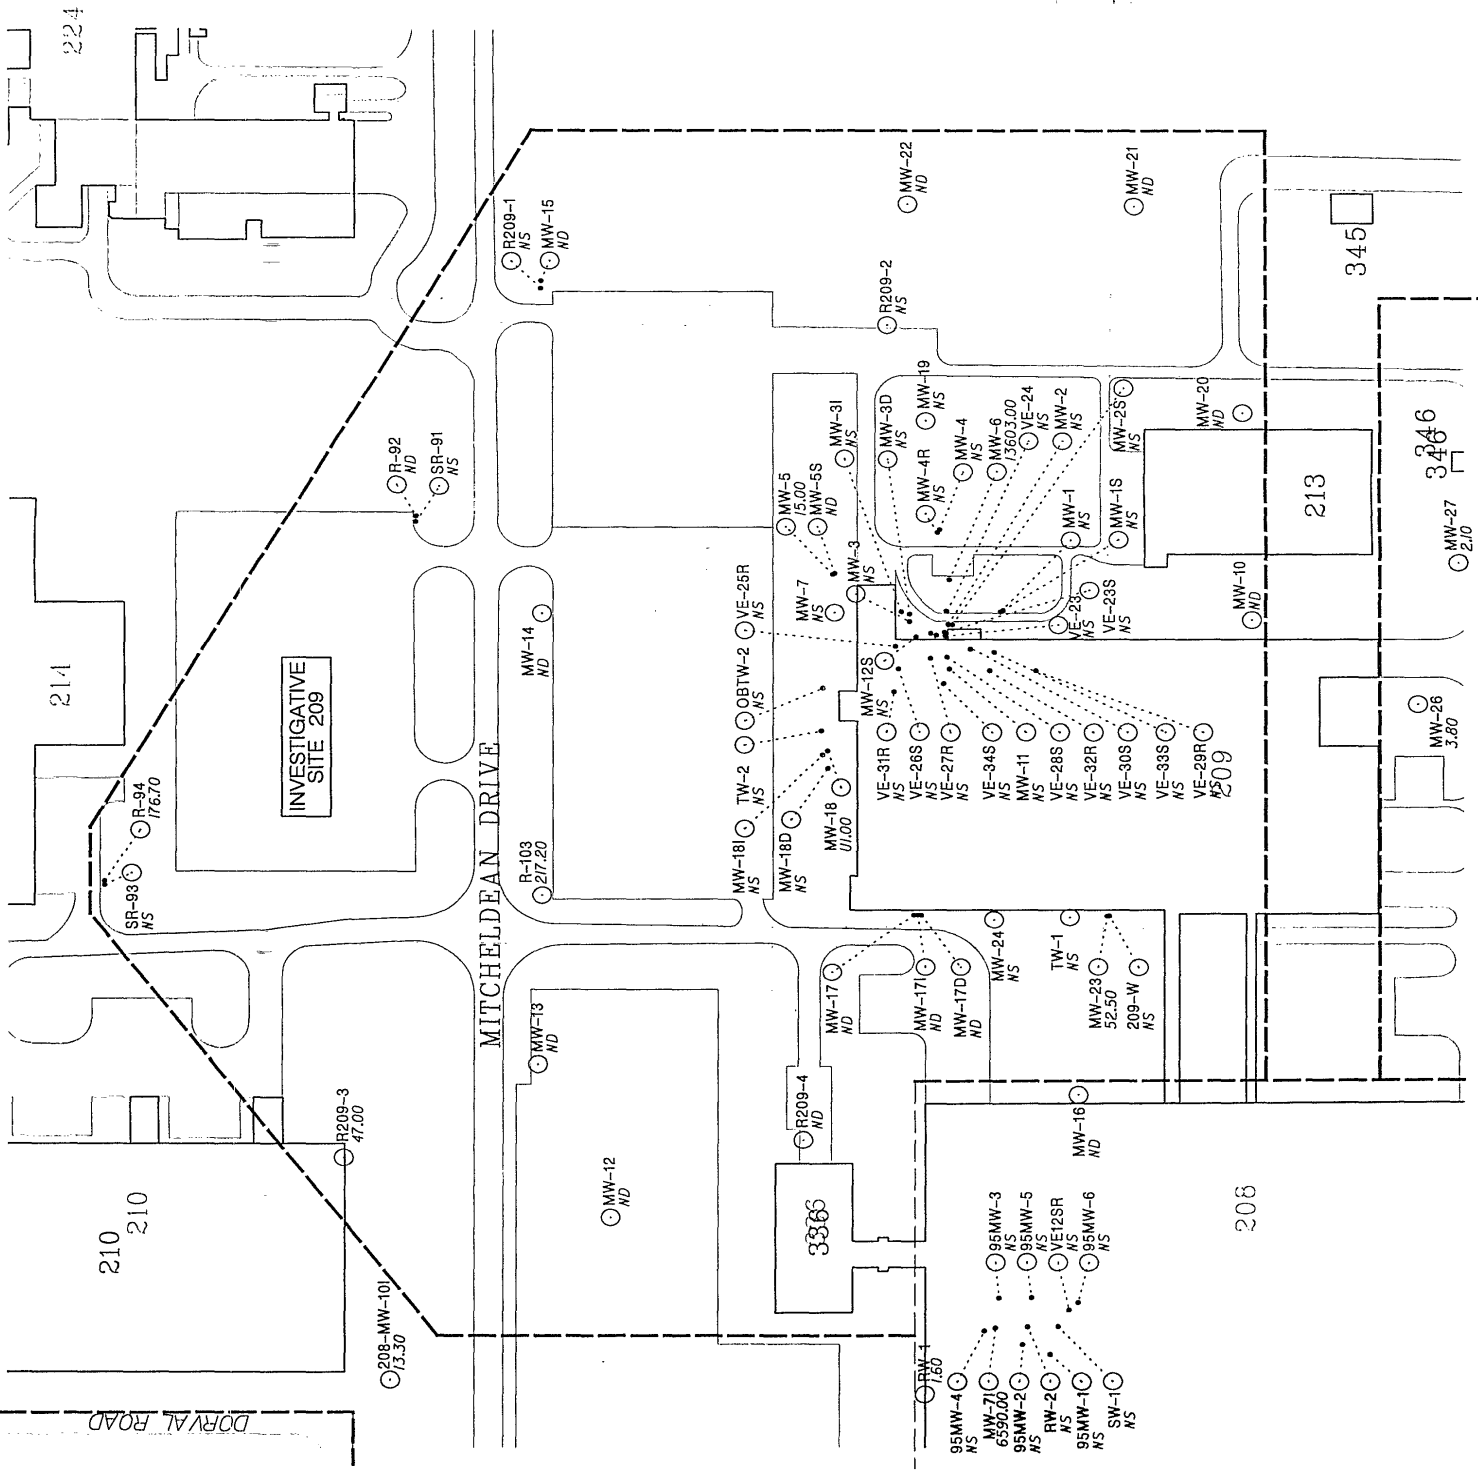 224
R209-1
NS
MW-15
ND
MW-22
ND
MW-21
ND
345
R209-2
NS
R-92
ND
SR-91
NS
MW-3I
NS
MW-3D
NS
MW-19
NS
MW-4R
NS
MW-4
NS
MW-6
13603.00
VE-24
NS
MW-2
NS
MW-2S
NS
MW-20
ND
346
346
213
MW-27
2.10
MW-5
15.00
MW-5S
ND
MW-3
NS
MW-7
NS
MW-1
NS
MW-1S
NS
VE-23
NS
VE-23S
NS
MW-10
ND
214
INVESTIGATIVE
SITE 209
MW-14
ND
VE-25R
NS
OBTW-2
NS
TW-2
NS
MW-18I
NS
MW-18D
NS
MW-18
U1.00
MW-12S
NS
VE-31R
NS
VE-26S
NS
VE-27R
NS
VE-34S
NS
MW-11
NS
VE-28S
NS
VE-32R
NS
VE-30S
NS
VE-33S
NS
VE-29R
NS
209
MW-26
3.80
R-94
176.70
SR-93
NS
MITCHELDEAN DRIVE
R-103
217.20
MW-13
ND
MW-17
ND
MW-17I
ND
MW-17D
ND
MW-24
NS
TW-1
NS
MW-23
52.50
209-W
NS
R209-3
47.00
210
210
MW-12
ND
R209-4
ND
336
MW-16
ND
208
208-MW-10I
13.30
DORVAL ROAD
RW-1
1.60
95MW-3
NS
95MW-5
NS
VE12SR
NS
95MW-6
NS
95MW-4
NS
MW-7I
6590.00
95MW-2
NS
RW-2
NS
95MW-1
NS
SW-1
NS